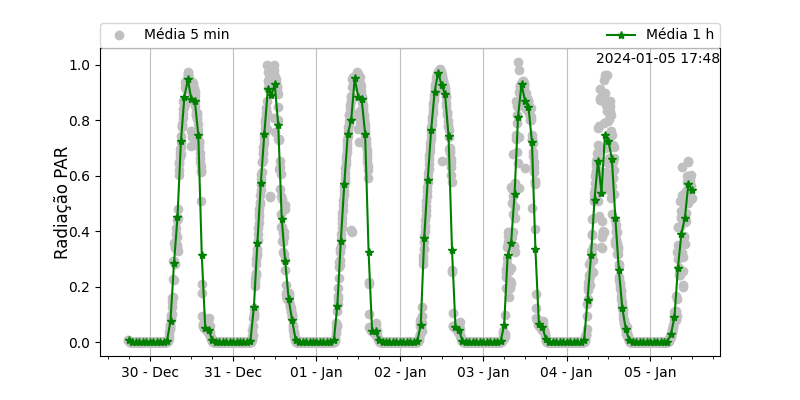 Média 5 min
Média 1 h
2024-01-05 17:48
Radiação PAR
1.0
0.8
0.6
0.4
0.2
0.0
30 - Dec
31 - Dec
01 - Jan
02 - Jan
03 - Jan
04 - Jan
05 - Jan